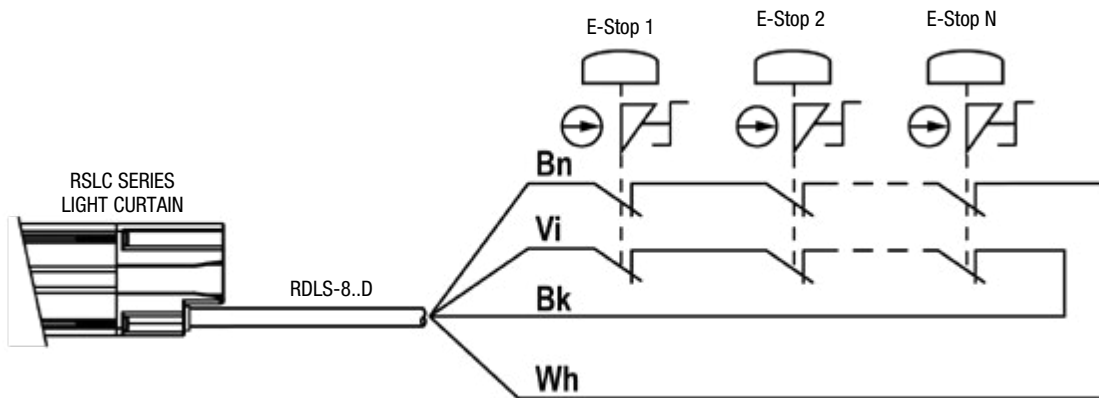 E-Stop 1
E-Stop 2
E-Stop N
RSLC SERIES
LIGHT CURTAIN
RDLS-8..D
Bn
Vi
Bk
Wh